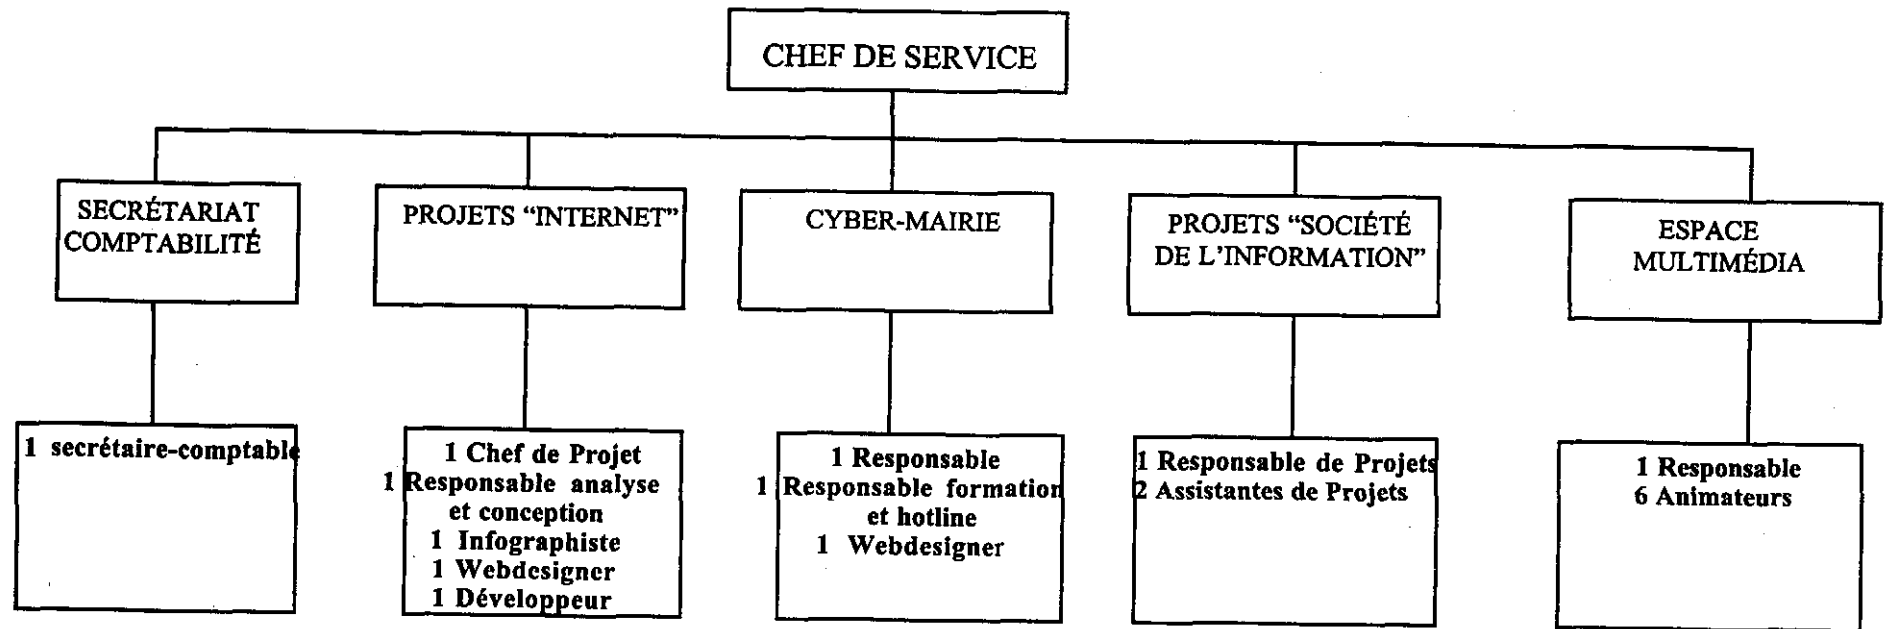 CHEF DE SERVICE
SECRÉTARIAT
COMPTABILITÉ
PROJETS “INTERNET”
CYBER-MAIRIE
PROJETS “SOCIÉTÉ
DE L'INFORMATION”
ESPACE
MULTIMÉDIA
1 secrétaire-comptable
1 Chef de Projet
1 Responsable analyse
et conception
1 Infographiste
1 Webdesigner
1 Développeur
1 Responsable
1 Responsable formation
et hotline
1 Webdesigner
1 Responsable de Projets
2 Assistantes de Projets
1 Responsable
6 Animateurs